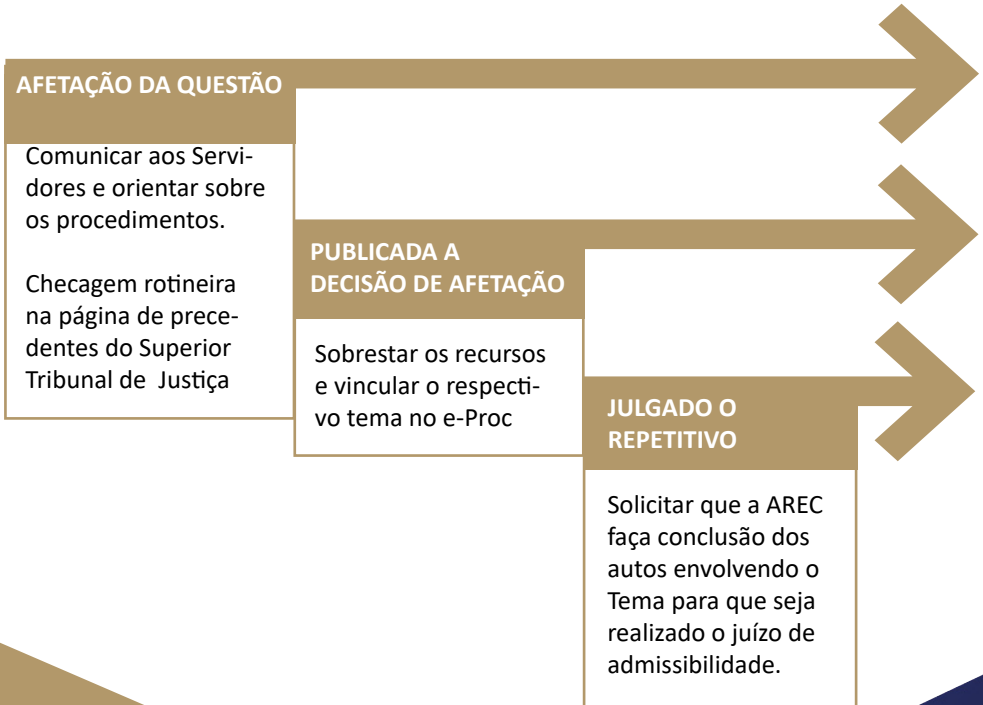 AFETAÇÃO DA QUESTÃO
Comunicar aos Servi-
dores e orientar sobre
os procedimentos.
Checagem rotineira
na página de prece-
dentes do Superior
Tribunal de Justiça
PUBLICADA A
DECISÃO DE AFETAÇÃO
Sobrestar os recursos
e vincular o respecti-
vo tema no e-Proc
JULGADO O
REPETITIVO
Solicitar que a AREC
faça conclusão dos
autos envolvendo o
Tema para que seja
realizado o juízo de
admissibilidade.